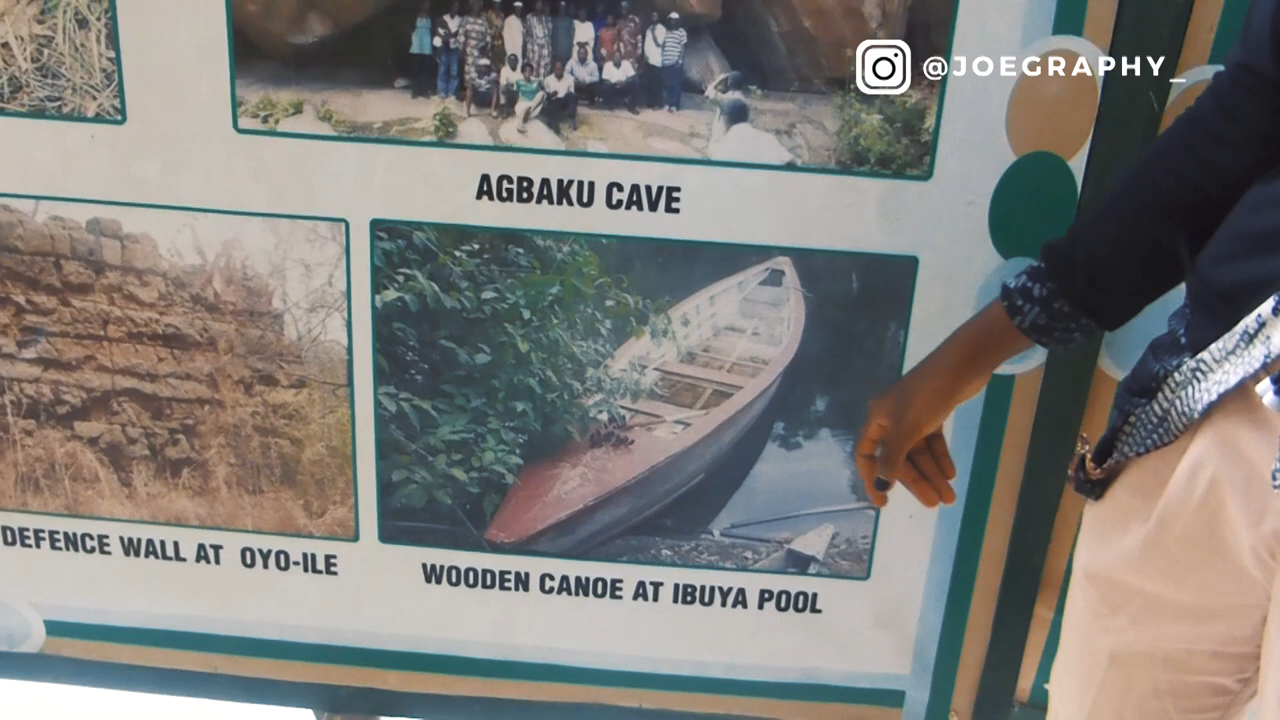 @JOEGRAPHY_
AGBAKU CAVE
DEFENCE WALL AT OYO-ILE
WOODEN CANOE AT IBUYA POOL